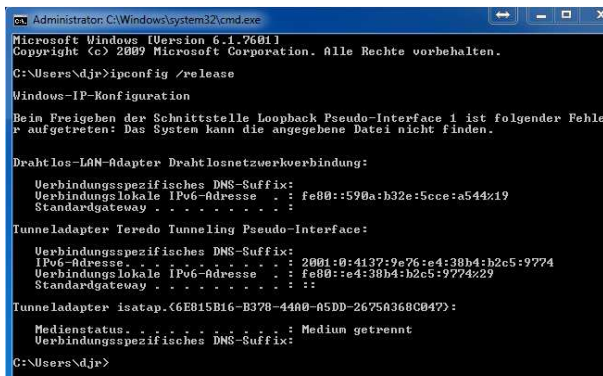 Administrator: C:\Windows\system32\cmd.exe
Microsoft Windows [Version 6.1.7601]
Copyright (c) 2009 Microsoft Corporation. Alle Rechte vorbehalten.
C:\Users\djr>ipconfig /release
Windows-IP-Konfiguration
Beim Freigeben der Schnittstelle Loopback Pseudo-Interface 1 ist folgender Fehle
r aufgetreten: Das System kann die angegebene Datei nicht finden.
Drahtlos-LAN-Adapter Drahtlosnetzwerkverbindung:
Verbindungsspezifisches DNS-Suffix:
Verbindungslokale IPv6-Adresse . : fe80::590a:b32e:5cce:a544%19
Standardgateway . . . . . . . . . :
Tunneladapter Teredo Tunneling Pseudo-Interface:
Verbindungsspezifisches DNS-Suffix:
IPv6-Adresse. . . . . . . . . . . : 2001:0:4137:9e76:e4:38b4:b2c5:9774
Verbindungslokale IPv6-Adresse . : fe80::e4:38b4:b2c5:9774%29
Standardgateway . . . . . . . . . : ::
Tunneladapter isatap.{6E815B16-B378-44A0-A5DD-2675A368C047}:
Medienstatus. . . . . . . . . . . : Medium getrennt
Verbindungsspezifisches DNS-Suffix:
C:\Users\djr>